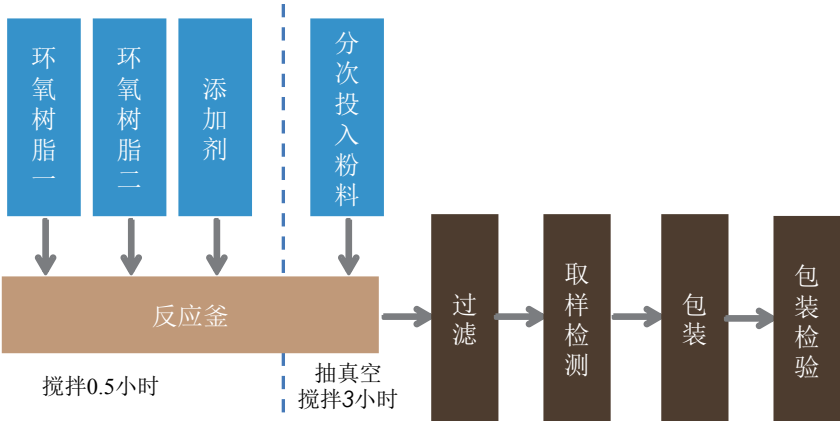 环氧树脂一
环氧树脂二
添加剂
分次投入粉料
反应釜
过滤
取样检测
包装
包装检验
搅拌0.5小时
抽真空
搅拌3小时